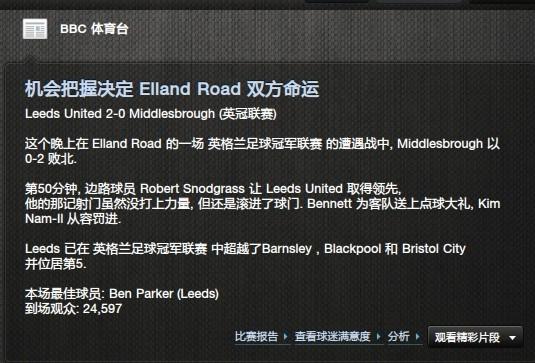 BBC 体育台
机会把握决定 Elland Road 双方命运
Leeds United 2-0 Middlesbrough (英冠联赛)
这个晚上在 Elland Road 的一场 英格兰足球冠军联赛 的遭遇战中, Middlesbrough 以
0-2 败北.
第50分钟, 边路球员 Robert Snodgrass 让 Leeds United 取得领先,
他的那记射门虽然没打上力量, 但还是滚进了球门. Bennett 为客队送上点球大礼, Kim
Nam-Il 从容罚进.
Leeds 已在 英格兰足球冠军联赛 中超越了Barnsley , Blackpool 和 Bristol City
并位居第5.
本场最佳球员: Ben Parker (Leeds)
到场观众: 24,597
比赛报告 查看球迷满意度 分析 观看精彩片段